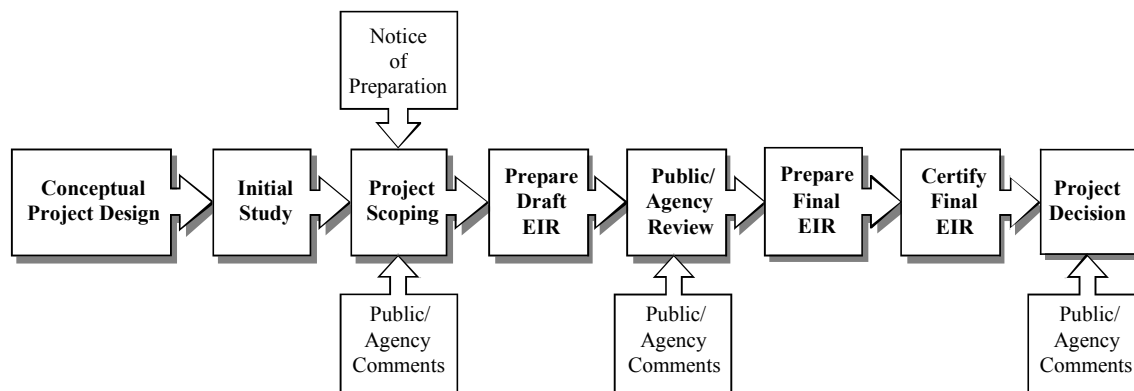 Notice
of
Preparation
Conceptual
Project Design
Initial
Study
Project
Scoping
Prepare
Draft
EIR
Public/
Agency
Review
Prepare
Final
EIR
Certify
Final
EIR
Project
Decision
Public/
Agency
Comments
Public/
Agency
Comments
Public/
Agency
Comments